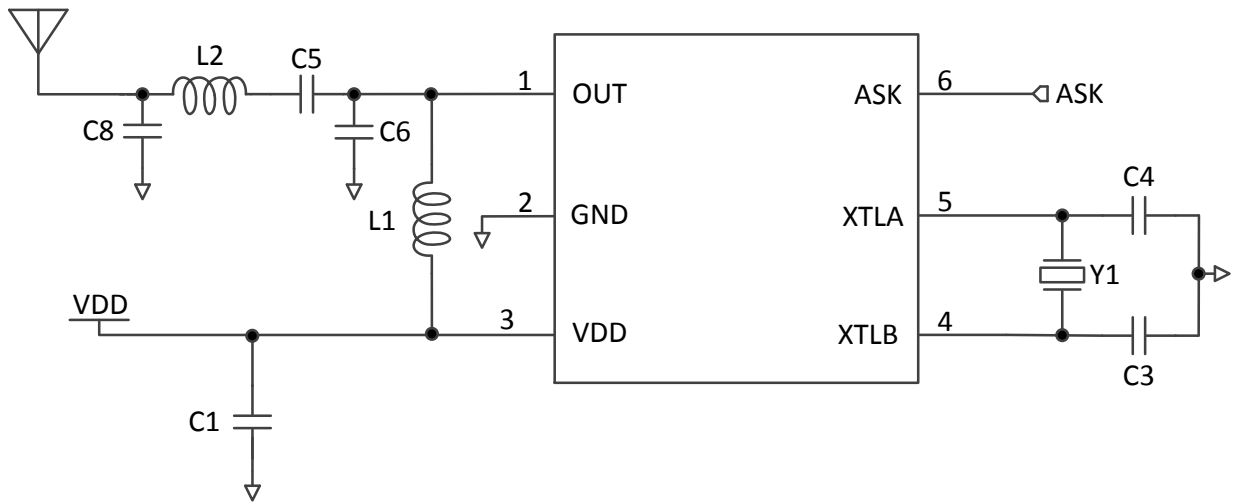 L2
C5
1
OUT
ASK
6
ASK
C8
C6
C4
2
GND
XTLA
5
L1
Y1
VDD
3
VDD
XTLB
4
C3
C1